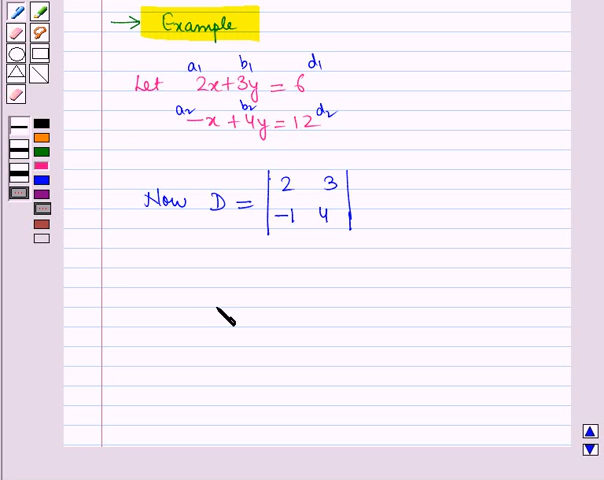 → Example
a1 b1 d1
Let 2x+3y = 6
a2 b2 d2
-x + 4y = 12
Now D = | 2 3 |
| -1 4 |